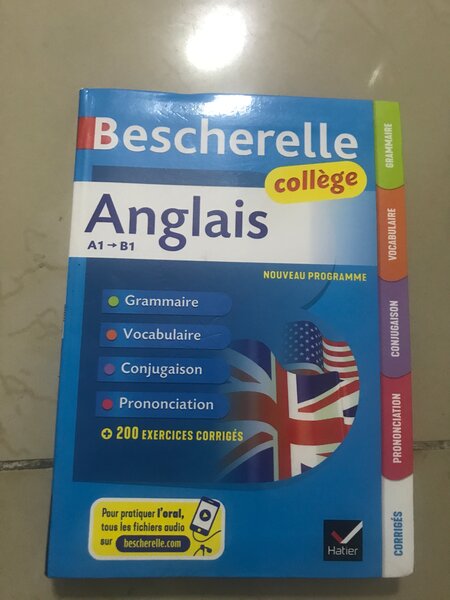 Bescherelle
collège
Anglais
A1 → B1
NOUVEAU PROGRAMME
Grammaire
Vocabulaire
Conjugaison
Prononciation
+ 200 EXERCICES CORRIGÉS
Pour pratiquer l'oral,
tous les fichiers audio
sur bescherelle.com
Hatier
GRAMMAIRE
VOCABULAIRE
CONJUGAISON
PRONONCIATION
CORRIGÉS